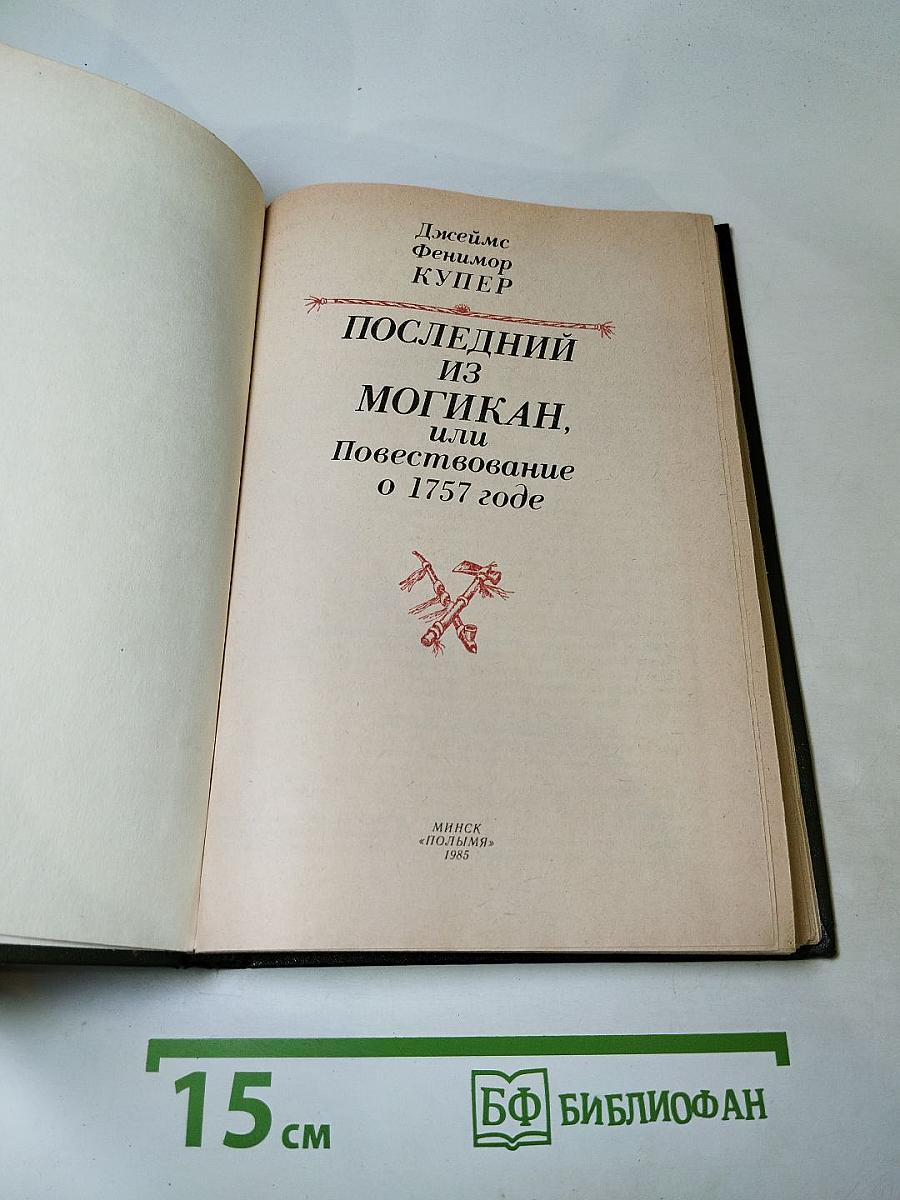 Джеймс
Фенимор
КУПЕР
ПОСЛЕДНИЙ
ИЗ
МОГИКАН,
или
Повествование
о 1757 годе
МИНСК
«ПОЛЫМЯ»
1985
15 см
БФ БИБЛИОФАН